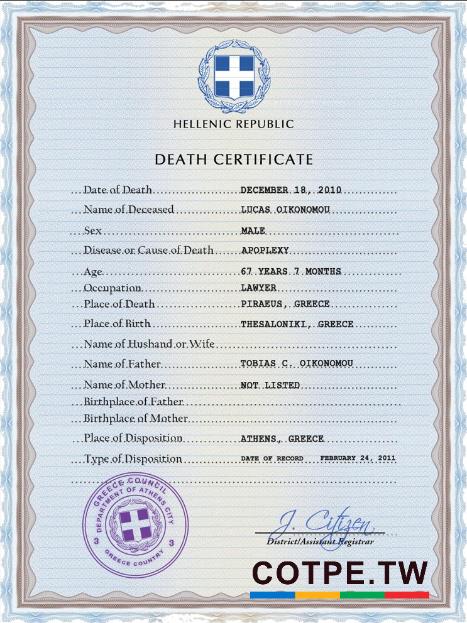 HELLENIC REPUBLIC
DEATH CERTIFICATE
Date of Death DECEMBER 18, 2010
Name of Deceased LUCAS OIKONOMOU
Sex MALE
Disease or Cause of Death APOPLEXY
Age 67 YEARS 7 MONTHS
Occupation LAWYER
Place of Death PIRAEUS, GREECE
Place of Birth THESALONIKI, GREECE
Name of Husband or Wife
Name of Father TOBIAS C. OIKONOMOU
Name of Mother NOT LISTED
Birthplace of Father
Birthplace of Mother
Place of Disposition ATHENS, GREECE
Type of Disposition DATE OF RECORD FEBRUARY 24, 2011
GREECE COUNCIL
DEPARTMENT OF ATHENS CITY
3 3
GREECE COUNTRY
J. Citizen
District/Assistant Registrar
COTPE.TW